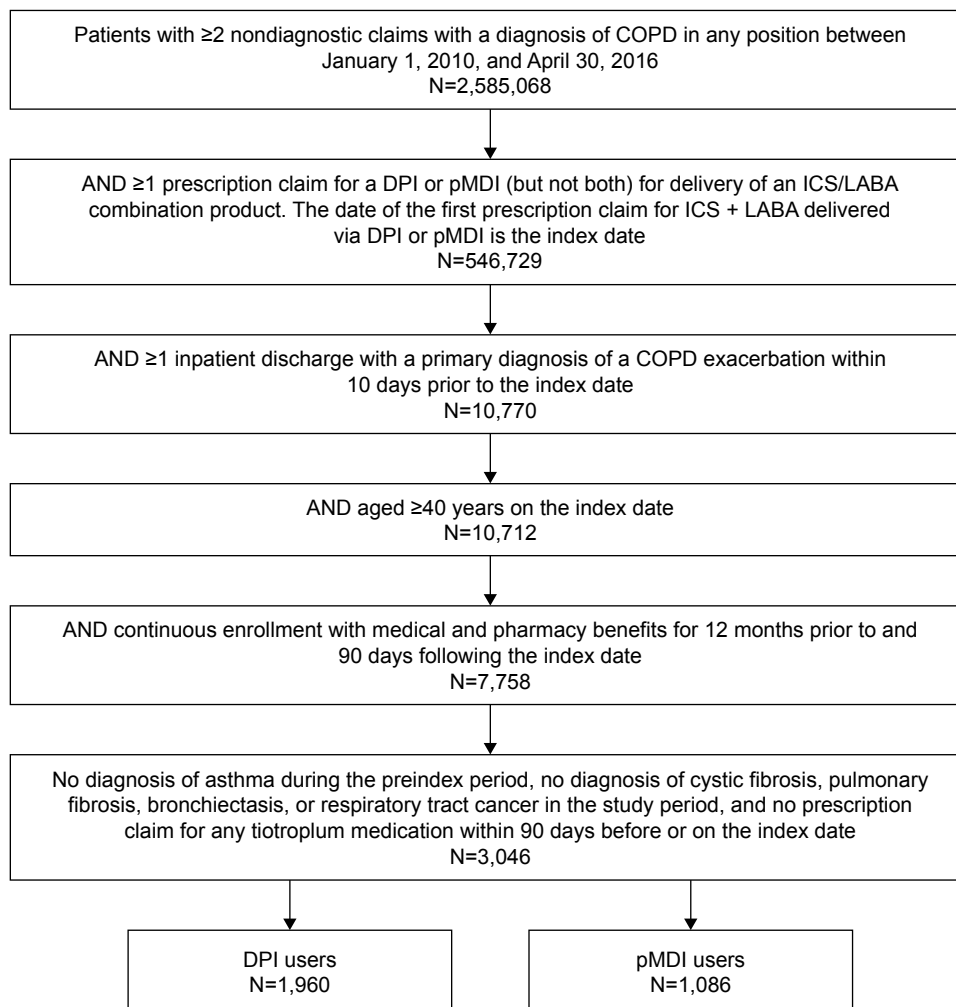 Patients with ≥2 nondiagnostic claims with a diagnosis of COPD in any position between
January 1, 2010, and April 30, 2016
N=2,585,068
AND ≥1 prescription claim for a DPI or pMDI (but not both) for delivery of an ICS/LABA
combination product. The date of the first prescription claim for ICS + LABA delivered
via DPI or pMDI is the index date
N=546,729
AND ≥1 inpatient discharge with a primary diagnosis of a COPD exacerbation within
10 days prior to the index date
N=10,770
AND aged ≥40 years on the index date
N=10,712
AND continuous enrollment with medical and pharmacy benefits for 12 months prior to and
90 days following the index date
N=7,758
No diagnosis of asthma during the preindex period, no diagnosis of cystic fibrosis, pulmonary
fibrosis, bronchiectasis, or respiratory tract cancer in the study period, and no prescription
claim for any tiotroplum medication within 90 days before or on the index date
N=3,046
DPI users
N=1,960
pMDI users
N=1,086